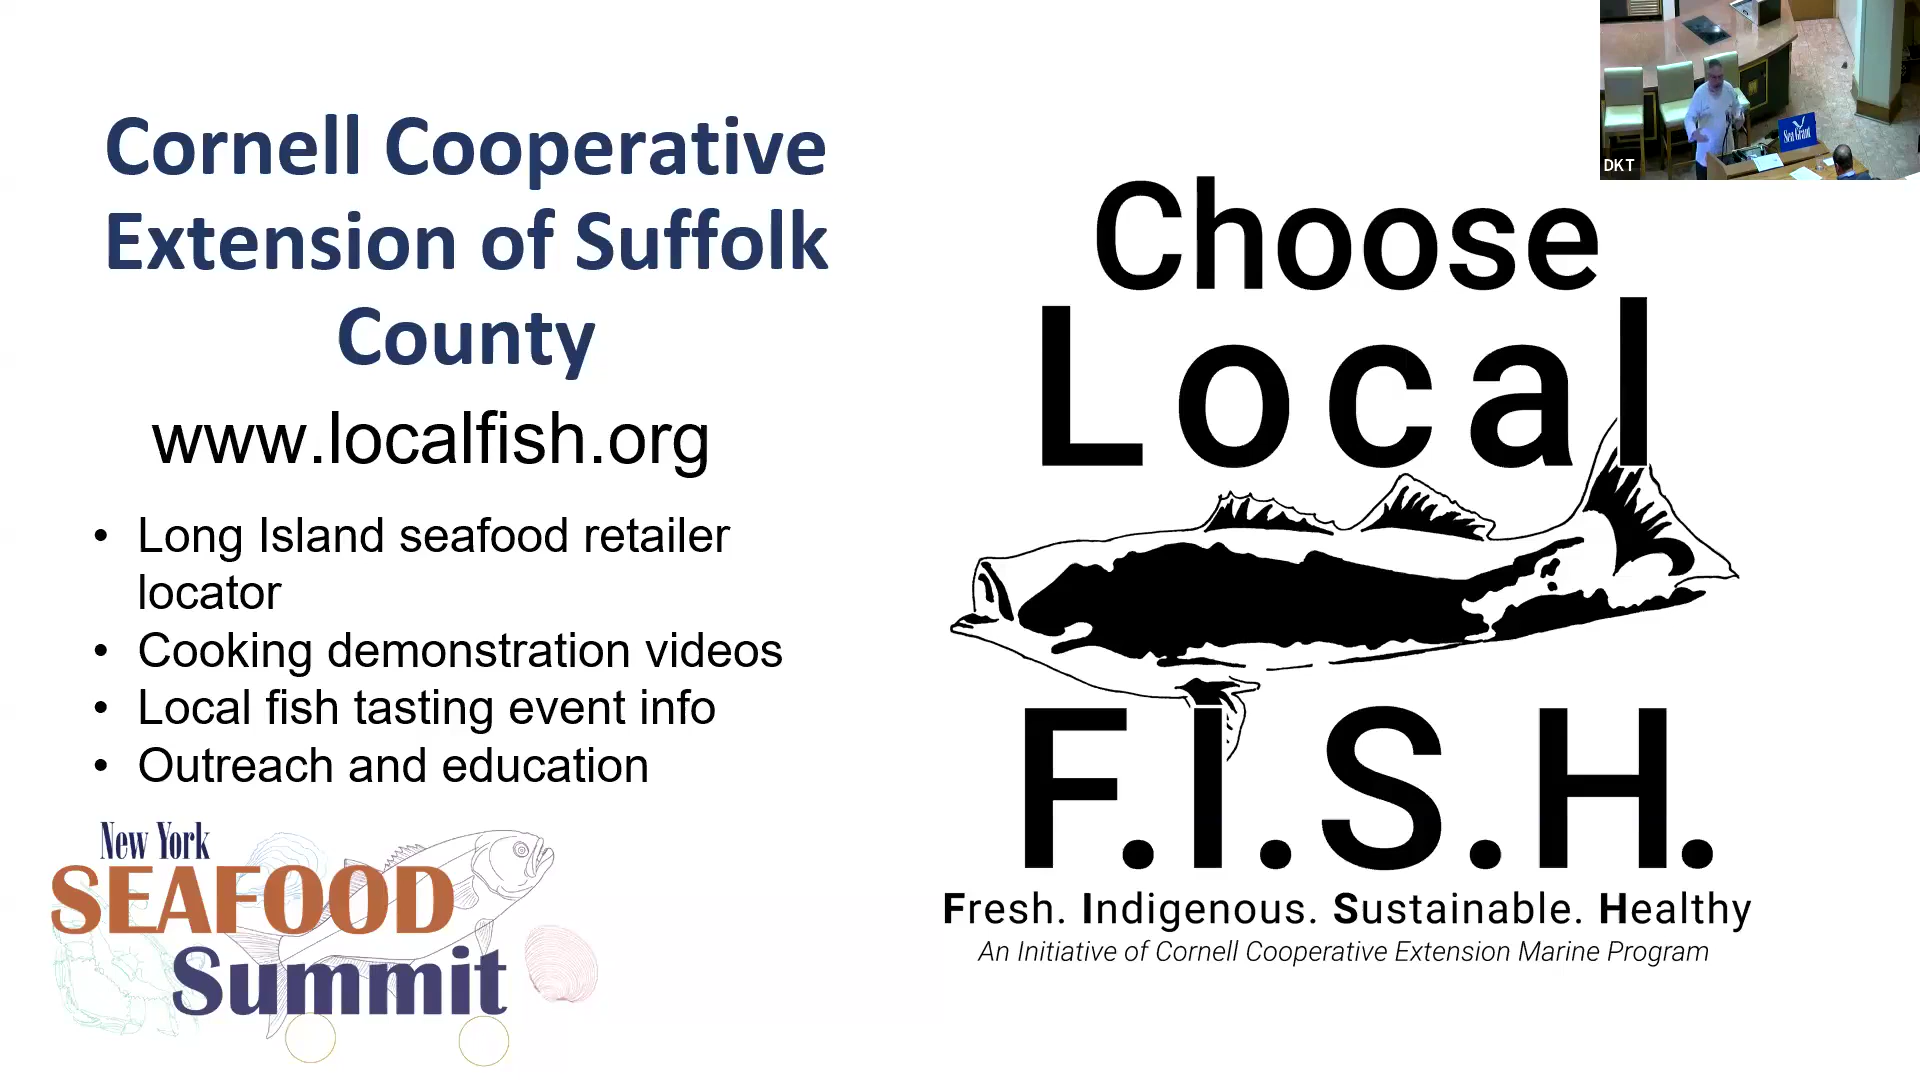 Cornell Cooperative
Extension of Suffolk
County
www.localfish.org
• Long Island seafood retailer
locator
• Cooking demonstration videos
• Local fish tasting event info
• Outreach and education
New York
SEAFOOD
Summit
Choose
Local
F.I.S.H.
Fresh. Indigenous. Sustainable. Healthy
An Initiative of Cornell Cooperative Extension Marine Program
DKT
Sea Grant